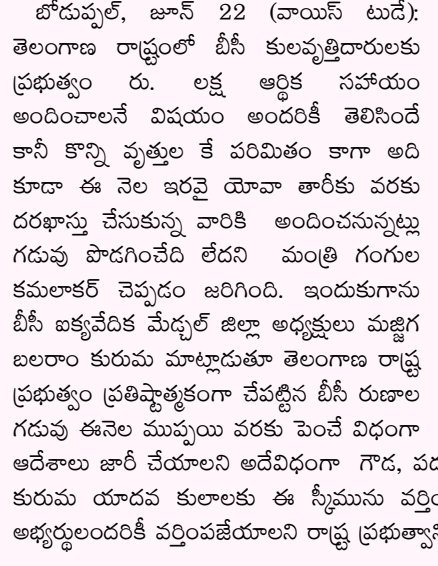 బోడుప్పల్, జూన్ 22 (వాయిస్ టుడే):
తెలంగాణ రాష్ట్రంలో బీసీ కులవృత్తిదారులకు
ప్రభుత్వం రు. లక్ష ఆర్థిక సహాయం
అందించాలనే విషయం అందరికీ తెలిసిందే
కానీ కొన్ని వృత్తుల కే పరిమితం కాగా అది
కూడా ఈ నెల ఇరవై యోవా తారీకు వరకు
దరఖాస్తు చేసుకున్న వారికి అందించనున్నట్లు
గడువు పొడగించేది లేదని మంత్రి గంగుల
కమలాకర్ చెప్పడం జరిగింది. ఇందుకుగాను
బీసీ ఐక్యవేదిక మేడ్చల్ జిల్లా అధ్యక్షులు మజ్జిగ
బలరాం కురుమ మాట్లాడుతూ తెలంగాణ రాష్ట్ర
ప్రభుత్వం ప్రతిష్టాత్మకంగా చేపట్టిన బీసీ రుణాల
గడువు ఈనెల ముప్పయి వరకు పెంచే విధంగా
ఆదేశాలు జారీ చేయాలని అదేవిధంగా గౌడ,
కురుమ యాదవ కులాలకు ఈ స్కీమును
అభ్యర్థులందరికీ వర్తింపజేయాలని రాష్ట్ర